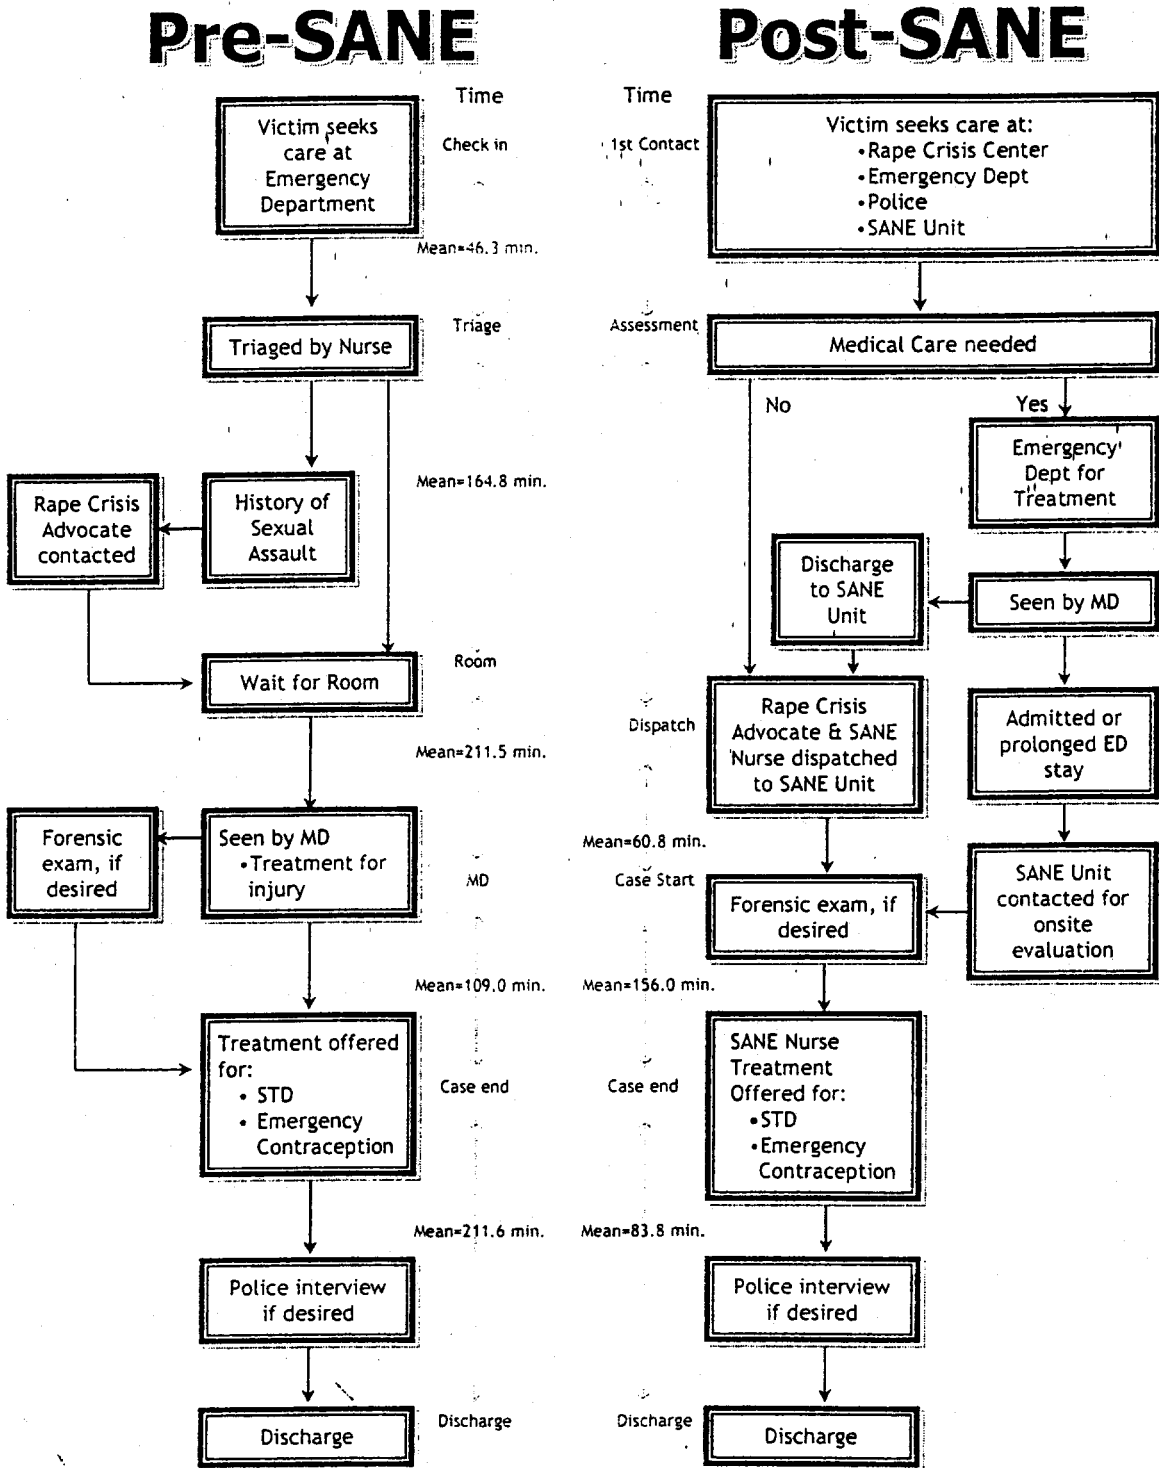 Pre-SANE
Time
Victim seeks
care at
Emergency
Department
Check in
Mean=46.3 min.
Triaged by Nurse
Triage
Mean=164.8 min.
Rape Crisis
Advocate
contacted
History of
Sexual
Assault
Wait for Room
Room
Mean=211.5 min.
Forensic
exam, if
desired
Seen by MD
•Treatment for
injury
MD
Mean=109.0 min.
Treatment offered
for:
• STD
• Emergency
Contraception
Case end
Mean=211.6 min.
Police interview
if desired
Discharge
Discharge
Post-SANE
Time
1st Contact
Victim seeks care at:
•Rape Crisis Center
•Emergency Dept
•Police
•SANE Unit
Assessment
Medical Care needed
No
Yes
Emergency
Dept for
Treatment
Discharge
to SANE
Unit
Seen by MD
Dispatch
Rape Crisis
Advocate & SANE
Nurse dispatched
to SANE Unit
Admitted or
prolonged ED
stay
Mean=60.8 min.
Case Start
Forensic exam, if
desired
SANE Unit
contacted for
onsite
evaluation
Mean=156.0 min.
SANE Nurse
Treatment
Offered for:
•STD
•Emergency
Contraception
Case end
Mean=83.8 min.
Police interview
if desired
Discharge
Discharge